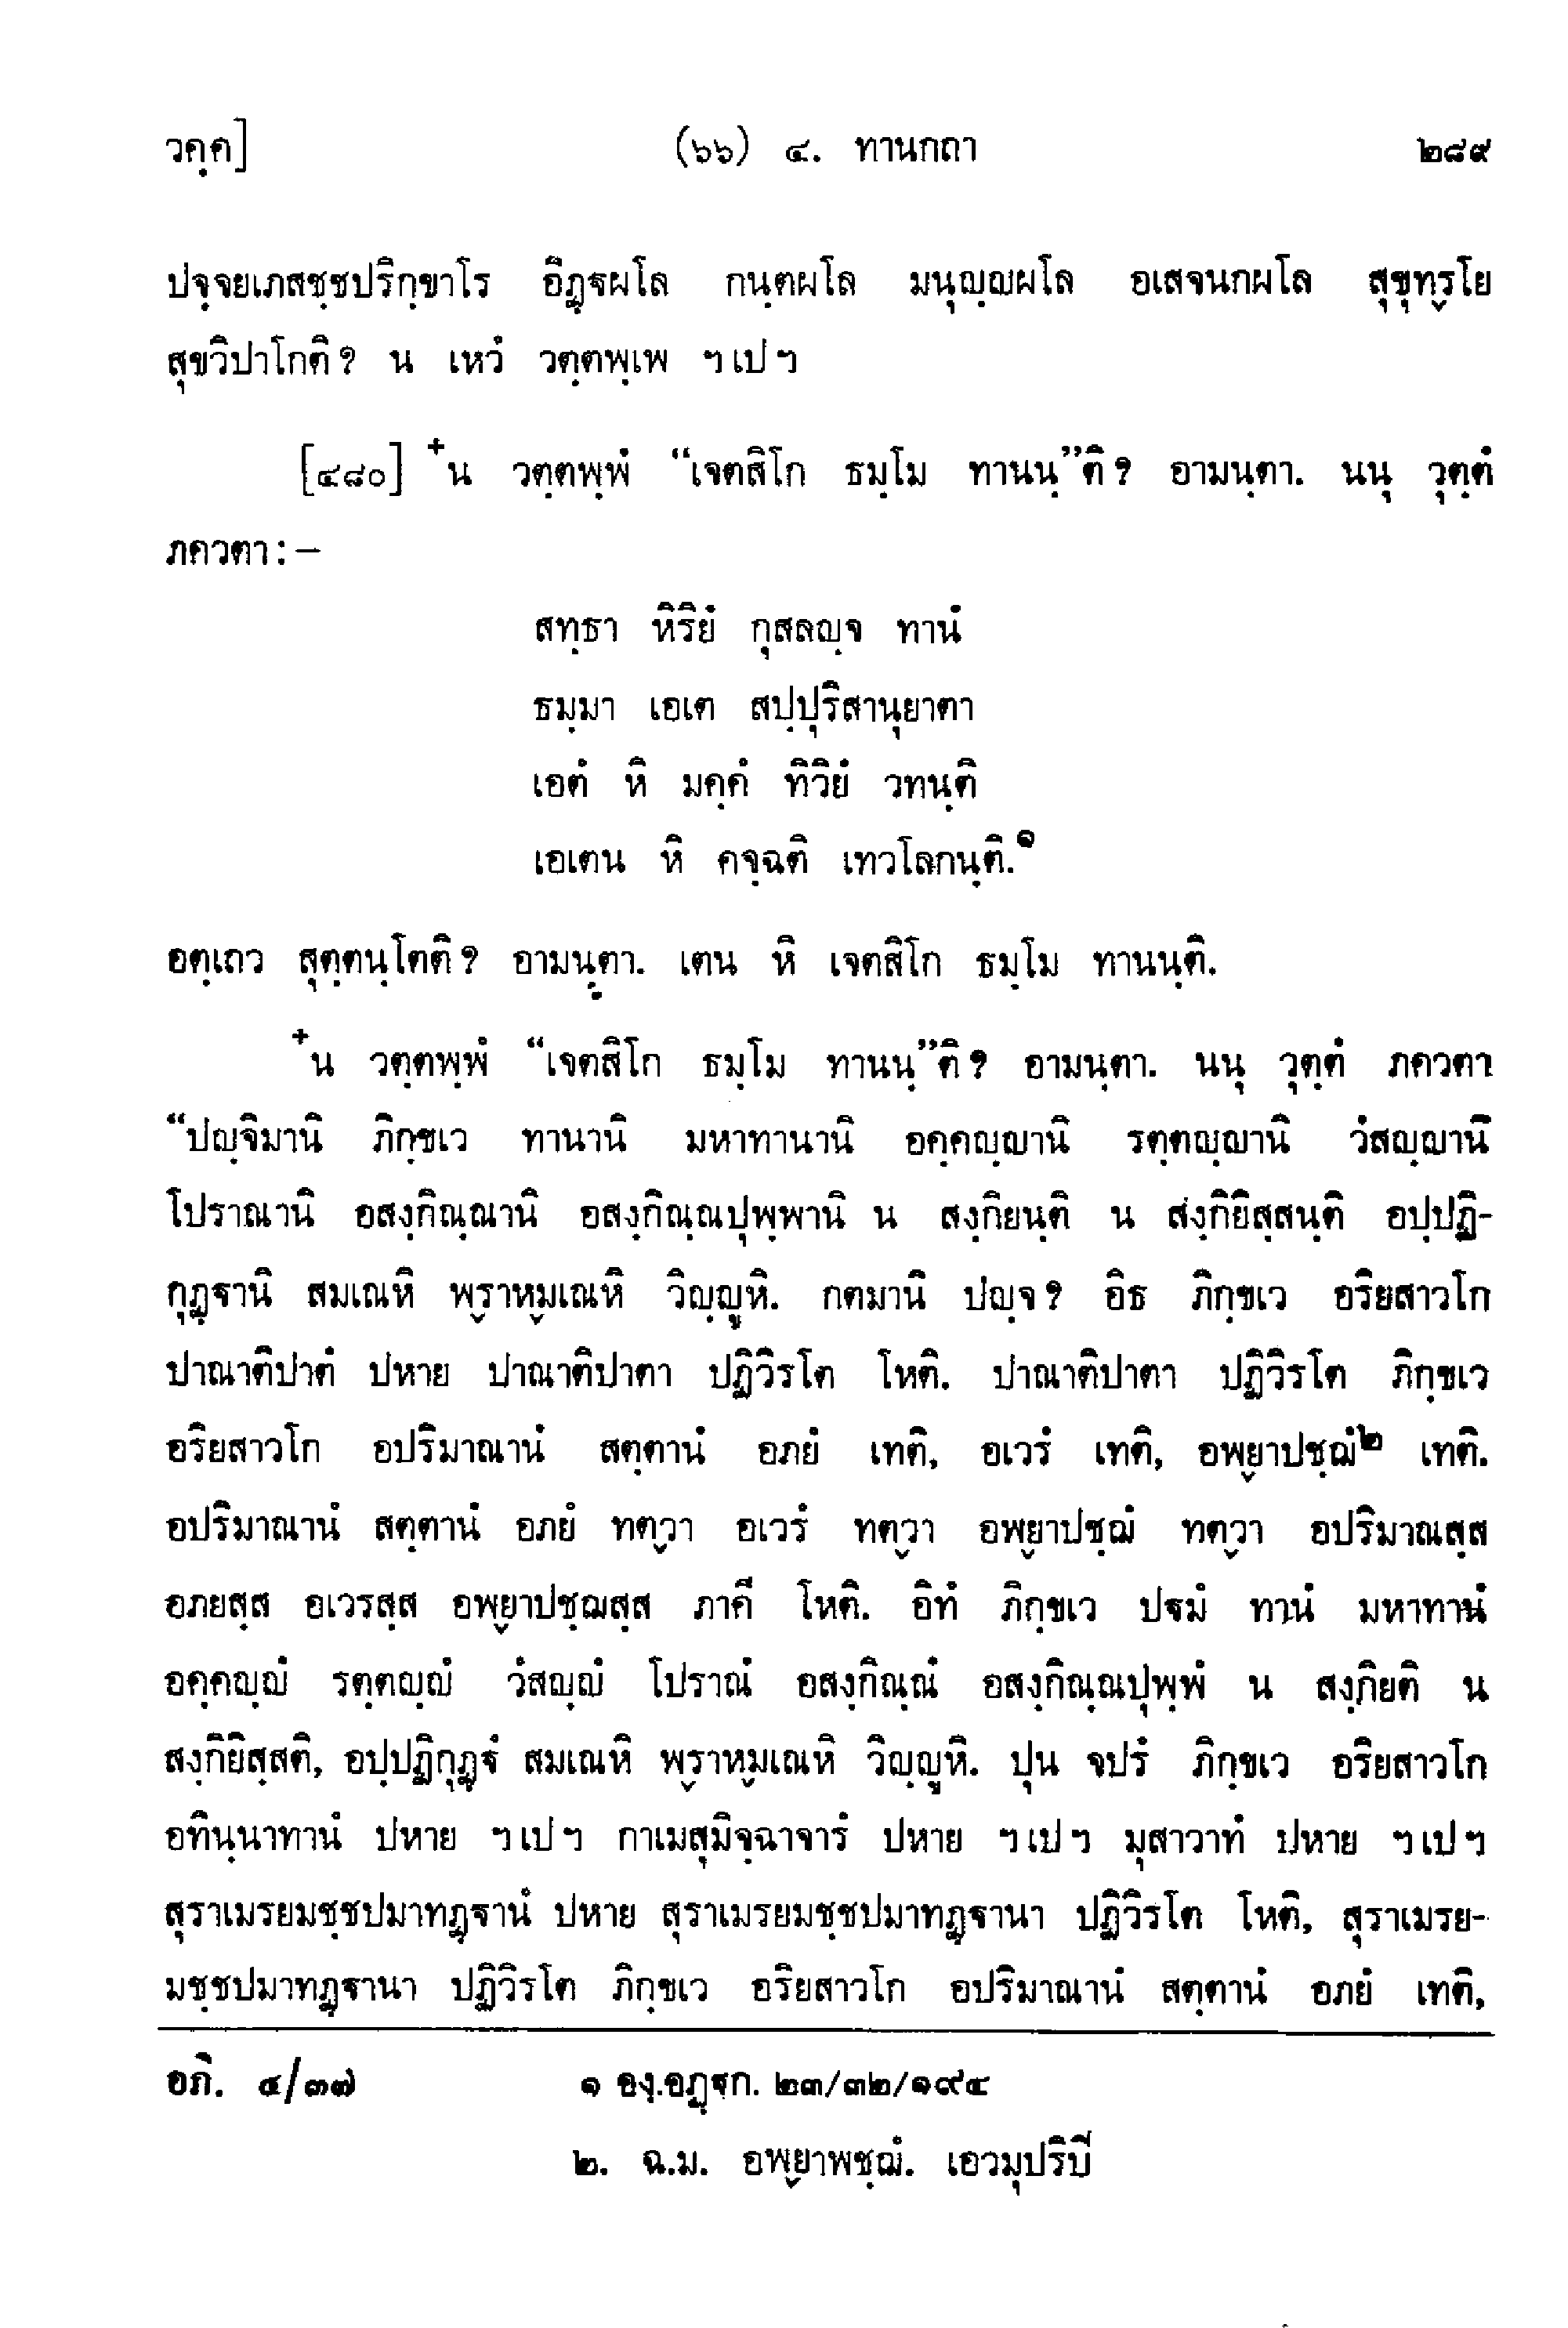 วคฺค] (๖๖) ๔. ทานกถา ๒๘๙
ปจฺจยเภสชฺชปริกฺขาโร อิฏฺฐผโล กนฺตผโล มนุญฺญผโล อเสจนกผโล สุขุทฺร๎โย
สุขวิปาโกติ? น เหวํ วตฺตพฺเพ ฯเปฯ
[๔๘๐] ⁺น วตฺตพฺพํ “เจตสิโก ธมฺโม ทานนฺ”ติ? อามนฺตา. นนุ วุตฺตํ
ภควตา:–
สทฺธา หิริยํ กุสลญฺจ ทานํ
ธมฺมา เอเต สปฺปุริสานุยาตา
เอตํ หิ มคฺคํ ทิวิยํ วทนฺติ
เอเตน หิ คจฺฉติ เทวโลกนฺติ.๑
อตฺเถว สุตฺตนฺโตติ? อามนฺตา. เตน หิ เจตสิโก ธมฺโม ทานนฺติ.
⁺น วตฺตพฺพํ “เจตสิโก ธมฺโม ทานนฺ”ติ? อามนฺตา. นนุ วุตฺตํ ภควตา
“ปญฺจิมานิ ภิกฺขเว ทานานิ มหาทานานิ อคฺคญฺญานิ รตฺตญฺญานิ วํสญฺญานิ
โปราณานิ อสงฺกิณฺณานิ อสงฺกิณฺณปุพฺพานิ น สงฺกิยนฺติ น สํงฺกิยิสฺสนฺติ อปฺปฏิ-
กุฏฺฐานิ สมเณหิ พฺร๎าหฺม๎เณหิ วิญฺญูหิ. กตมานิ ปญฺจ? อิธ ภิกฺขเว อริยสาวโก
ปาณาติปาตํ ปหาย ปาณาติปาตา ปฏิวิรโต โหติ. ปาณาติปาตา ปฏิวิรโต ภิกฺขเว
อริยสาวโก อปริมาณานํ สตฺตานํ อภยํ เทติ, อเวรํ เทติ, อพฺย๎าปชฺฌํ๒ เทติ.
อปริมาณานํ สตฺตานํ อภยํ ทตฺว๎า อเวรํ ทตฺว๎า อพฺย๎าปชฺฌํ ทตฺว๎า อปริมาณสฺส
อภยสฺส อเวรสฺส อพฺย๎าปชฺฌสฺส ภาคี โหติ. อิทํ ภิกฺขเว ปฐมํ ทานํ มหาทานํ
อคฺคญฺญํ รตฺตญฺญํ วํสญฺญํ โปราณํ อสงฺกิณฺณํ อสงฺกิณฺณปุพฺพํ น สงฺกิยติ น
สงฺกิยิสฺสติ, อปฺปฏิกุฏฺฐํ สมเณหิ พฺร๎าหฺม๎เณหิ วิญฺญูหิ. ปุน จปรํ ภิกฺขเว อริยสาวโก
อทินฺนาทานํ ปหาย ฯเปฯ กาเมสุมิจฺฉาจารํ ปหาย ฯเปฯ มุสาวาทํ ปหาย ฯเปฯ
สุราเมรยมชฺชปมาทฏฺฐานํ ปหาย สุราเมรยมชฺชปมาทฏฺฐานา ปฏิวิรโต โหติ, สุราเมรย-
มชฺชปมาทฏฺฐานา ปฏิวิรโต ภิกฺขเว อริยสาวโก อปริมาณานํ สตฺตานํ อภยํ เทติ,
อภิ. ๔/๓๗ ๑ องฺ.อฏฺฐก. ๒๓/๓๒/๑๙๔
๒. ฉ.ม. อพฺย๎าพชฺฌํ. เอวมุปริปิ